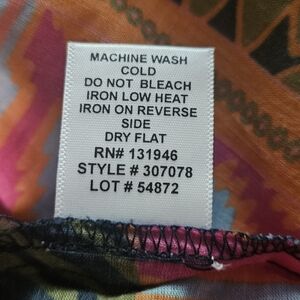 MACHINE WASH
COLD
DO NOT BLEACH
IRON LOW HEAT
IRON ON REVERSE
SIDE
DRY FLAT
RN# 131946
STYLE # 307078
LOT # 54872